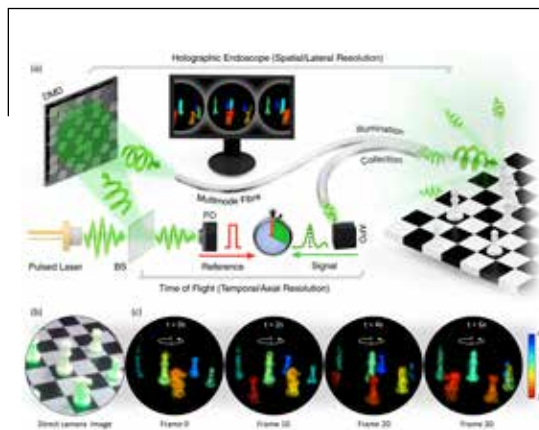 Holographic Endoscope (Spatial/Lateral Resolution)
(a)
DMD
Illumination
Collection
Multimode Fibre
PD
APD
Pulsed Laser
BS
Reference
Signal
Time of Flight (Temporal/Axial Resolution)
(b)
(c)
t = 0s
t = 2s
t = 4s
t = 6s
Direct camera image
Frame 0
Frame 10
Frame 20
Frame 30